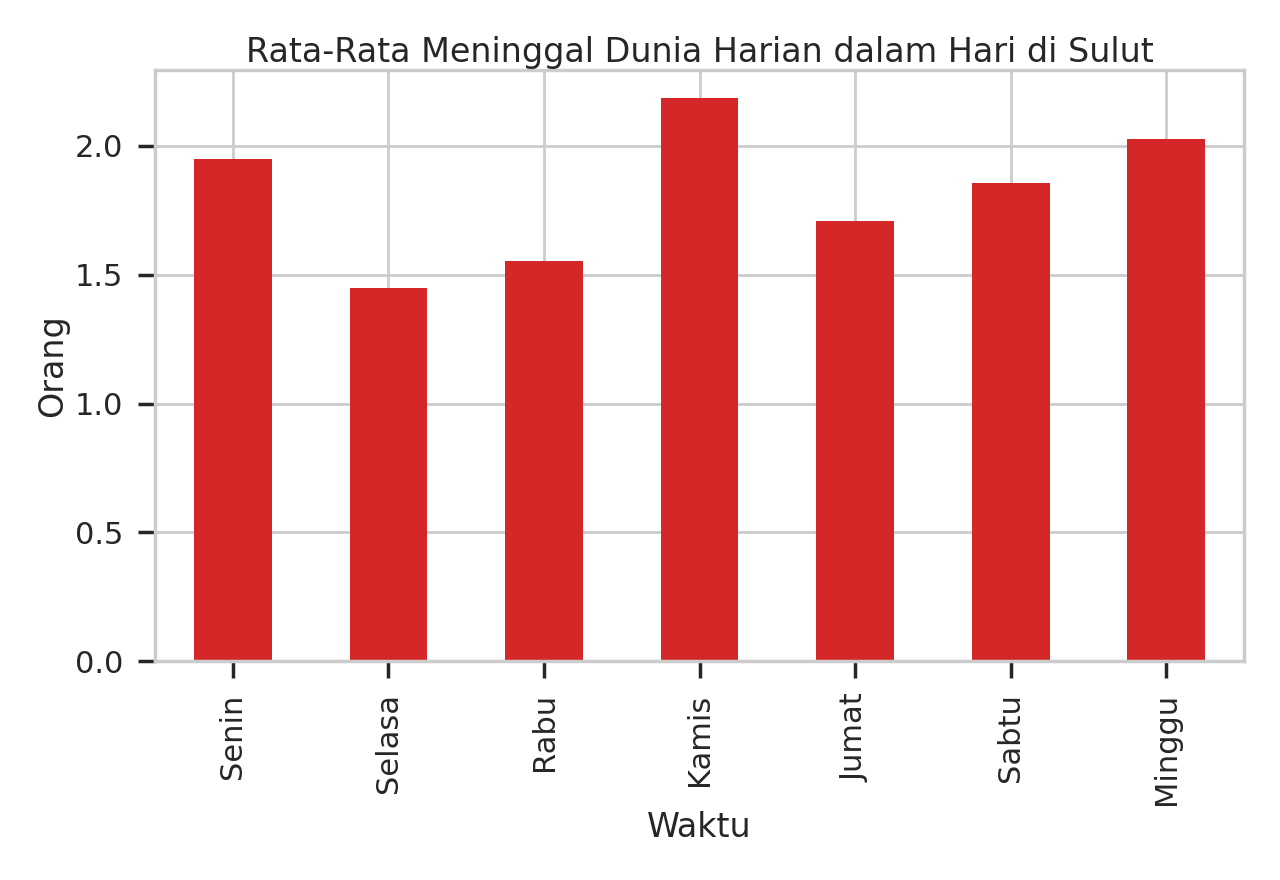 Rata-Rata Meninggal Dunia Harian dalam Hari di Sulut
2.0
1.5
1.0
0.5
0.0
Orang
Senin
Selasa
Rabu
Kamis
Jumat
Sabtu
Minggu
Waktu